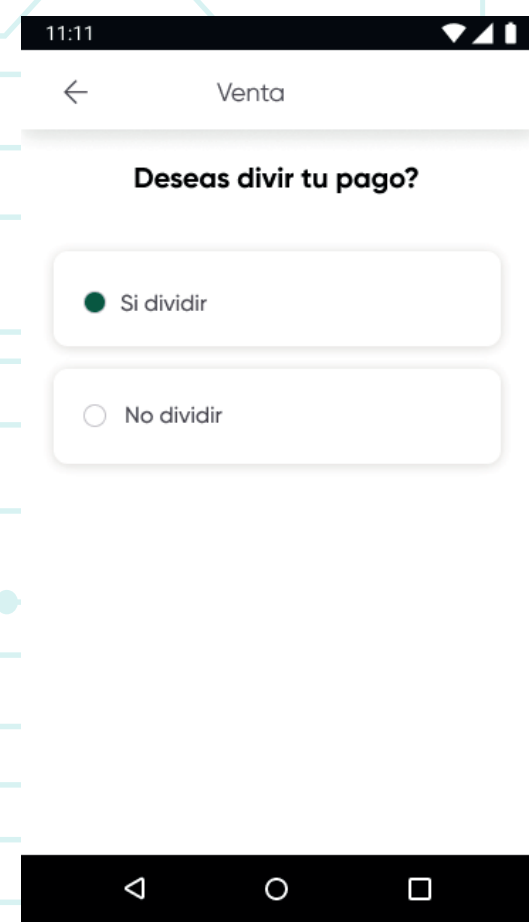 11:11
Venta
Deseas divir tu pago?
Si dividir
No dividir